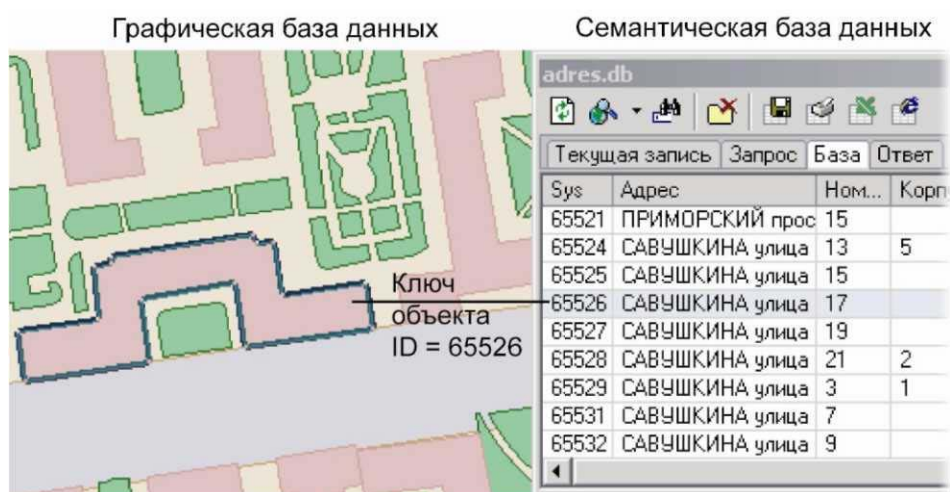 Графическая база данных
Семантическая база данных
adres.db
Текущая запись Запрос База Ответ
Sys Адрес Ном... Корп
65521 ПРИМОРСКИЙ прос 15
65524 САВУШКИНА улица 13 5
65525 САВУШКИНА улица 15
65526 САВУШКИНА улица 17
65527 САВУШКИНА улица 19
65528 САВУШКИНА улица 21 2
65529 САВУШКИНА улица 3 1
65531 САВУШКИНА улица 7
65532 САВУШКИНА улица 9
Ключ
объекта
ID = 65526